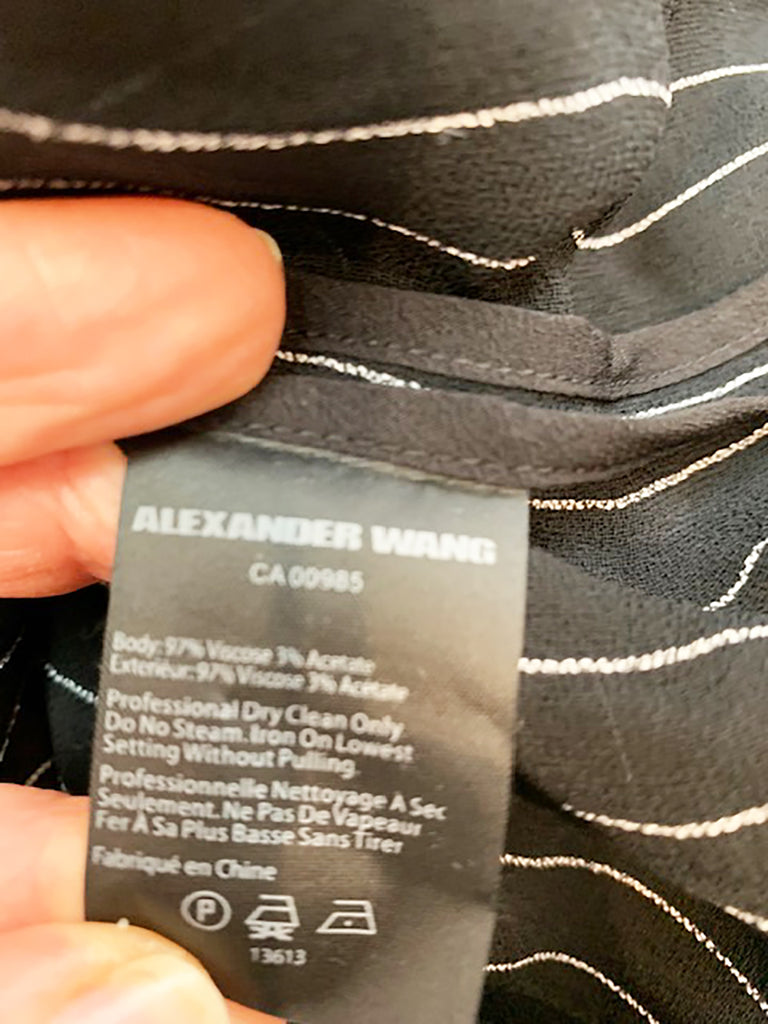 ALEXANDER WANG
CA 00985
Body: 97% Viscose 3% Acetate
Exterieur: 97% Viscose 3% Acetate
Professional Dry Clean Only
Do No Steam. Iron On Lowest
Setting Without Pulling.
Professionnelle Nettoyage A Sec
Seulement. Ne Pas De Vapeaur
Fer A Sa Plus Basse Sans Tirer
Fabriqué en Chine
P
13613